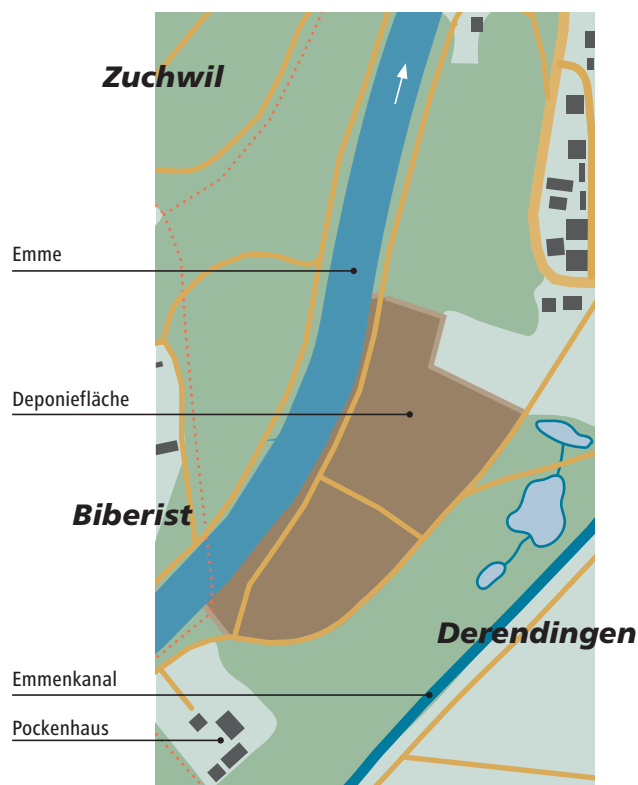 Zuchwil
Emme
Deponiefläche
Biberist
Derendingen
Emmenkanal
Pockenhaus